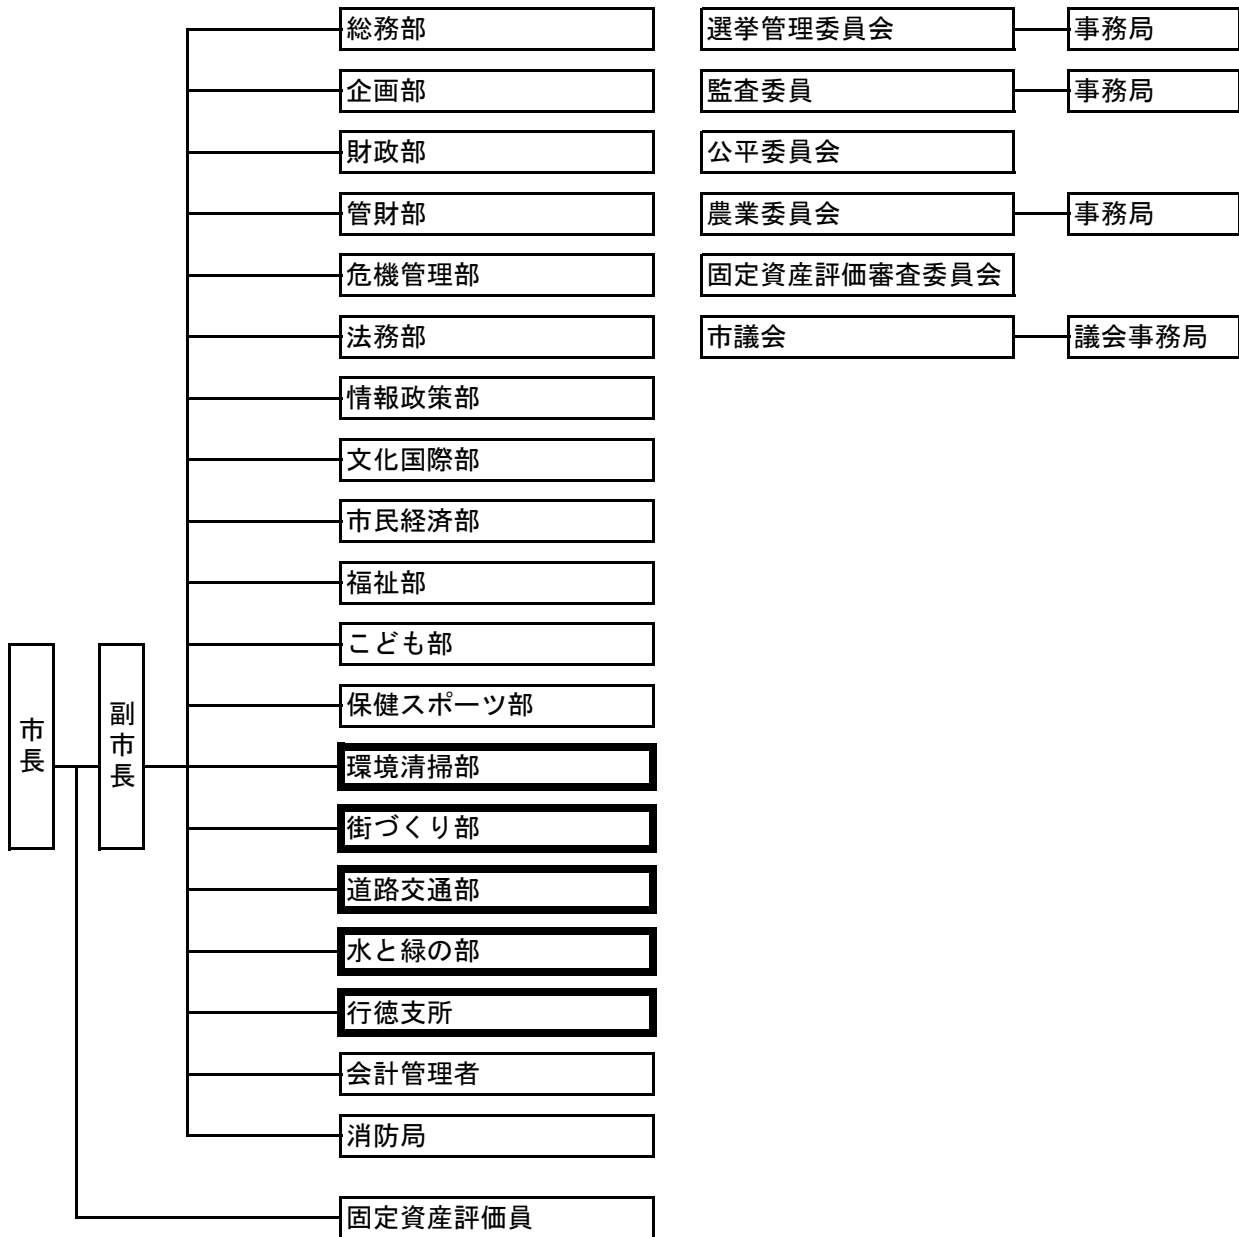 市長
副市長
総務部
企画部
財政部
管財部
危機管理部
法務部
情報政策部
文化国際部
市民経済部
福祉部
こども部
保健スポーツ部
環境清掃部
街づくり部
道路交通部
水と緑の部
行徳支所
会計管理者
消防局
固定資産評価員
選挙管理委員会
事務局
監査委員
事務局
公平委員会
農業委員会
事務局
固定資産評価審査委員会
市議会
議会事務局